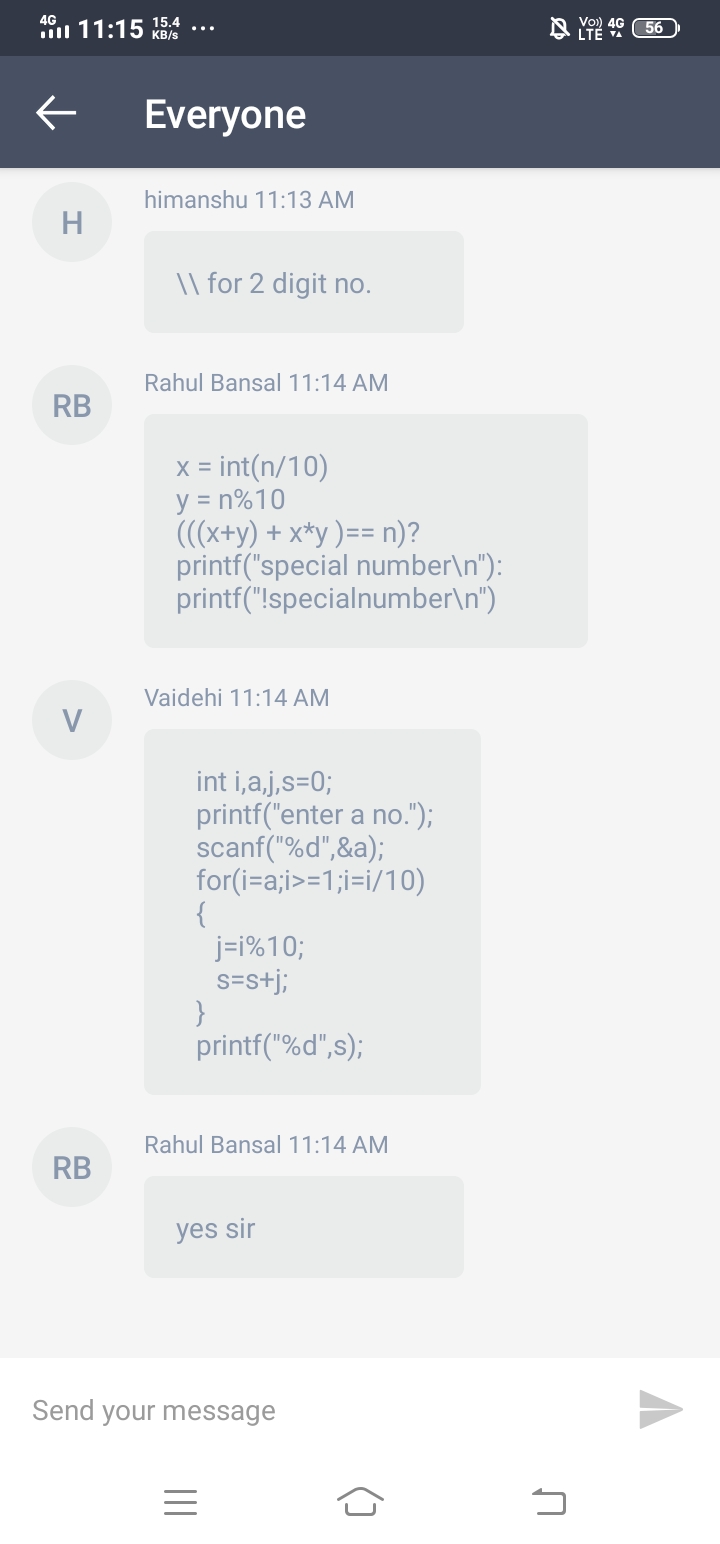 4G 11:15 15.4 KB/s ... Vo)) LTE 4G 56
Everyone
H
himanshu 11:13 AM
\\ for 2 digit no.
RB
Rahul Bansal 11:14 AM
x = int(n/10)
y = n%10
(((x+y) + x*y )== n)?
printf("special number\n"):
printf("!specialnumber\n")
V
Vaidehi 11:14 AM
int i,a,j,s=0;
printf("enter a no.");
scanf("%d",&a);
for(i=a;i>=1;i=i/10)
{
j=i%10;
s=s+j;
}
printf("%d",s);
RB
Rahul Bansal 11:14 AM
yes sir
Send your message